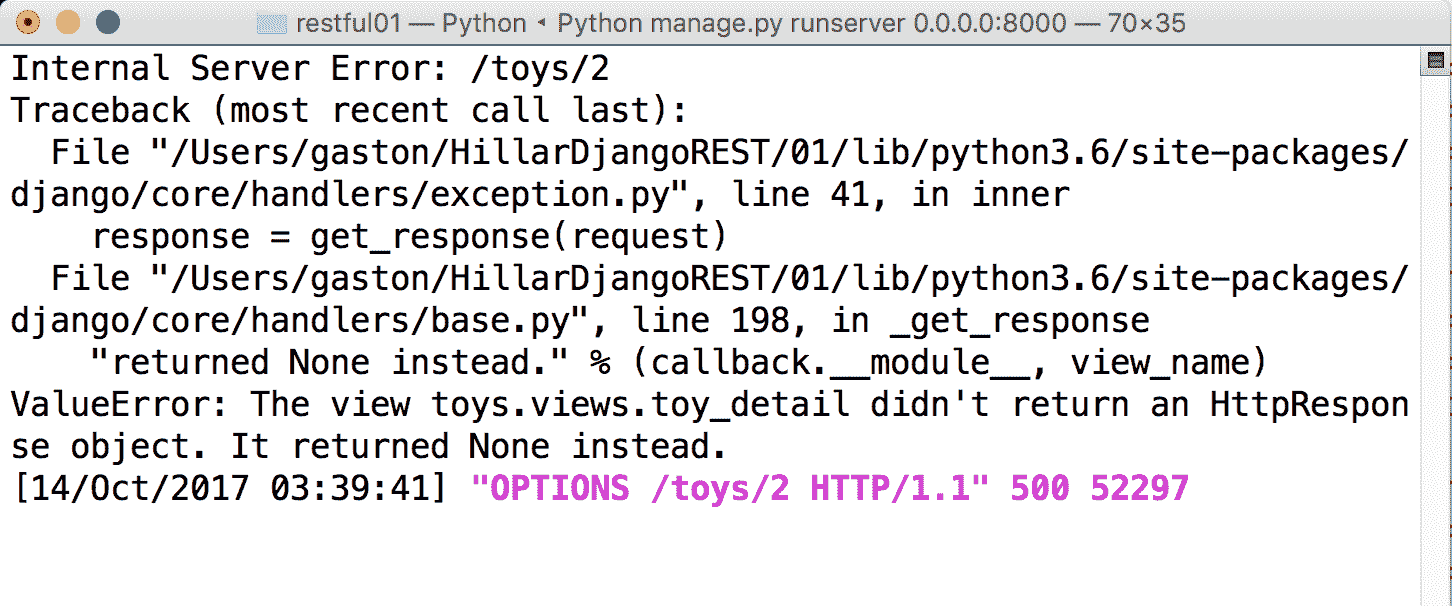 restful01 — Python ◂ Python manage.py runserver 0.0.0.0:8000 — 70×35
Internal Server Error: /toys/2
Traceback (most recent call last):
  File "/Users/gaston/HillarDjangoREST/01/lib/python3.6/site-packages/
django/core/handlers/exception.py", line 41, in inner
    response = get_response(request)
  File "/Users/gaston/HillarDjangoREST/01/lib/python3.6/site-packages/
django/core/handlers/base.py", line 198, in _get_response
    "returned None instead." % (callback.__module__, view_name)
ValueError: The view toys.views.toy_detail didn't return an HttpRespon
se object. It returned None instead.
[14/Oct/2017 03:39:41] "OPTIONS /toys/2 HTTP/1.1" 500 52297